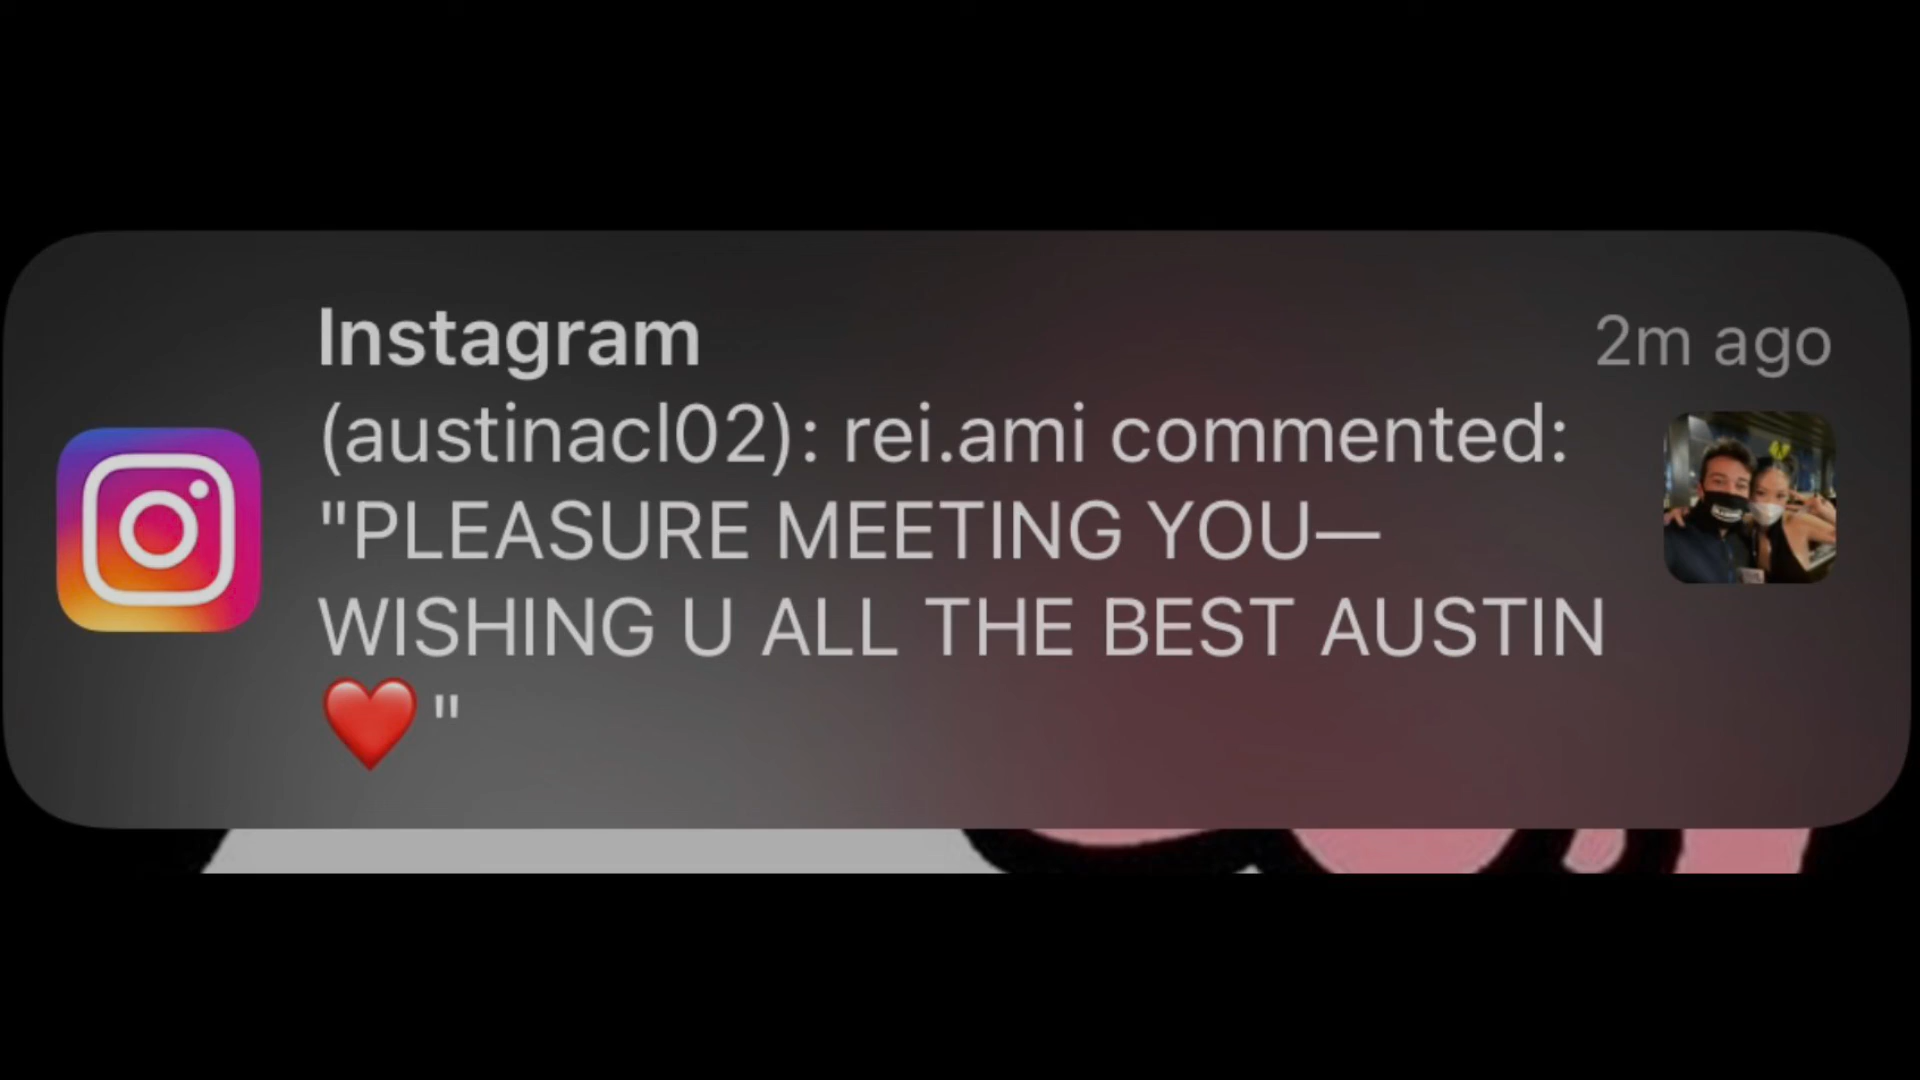 Instagram
2m ago
(austinacl02): rei.ami commented:
"PLEASURE MEETING YOU—
WISHING U ALL THE BEST AUSTIN
❤️"